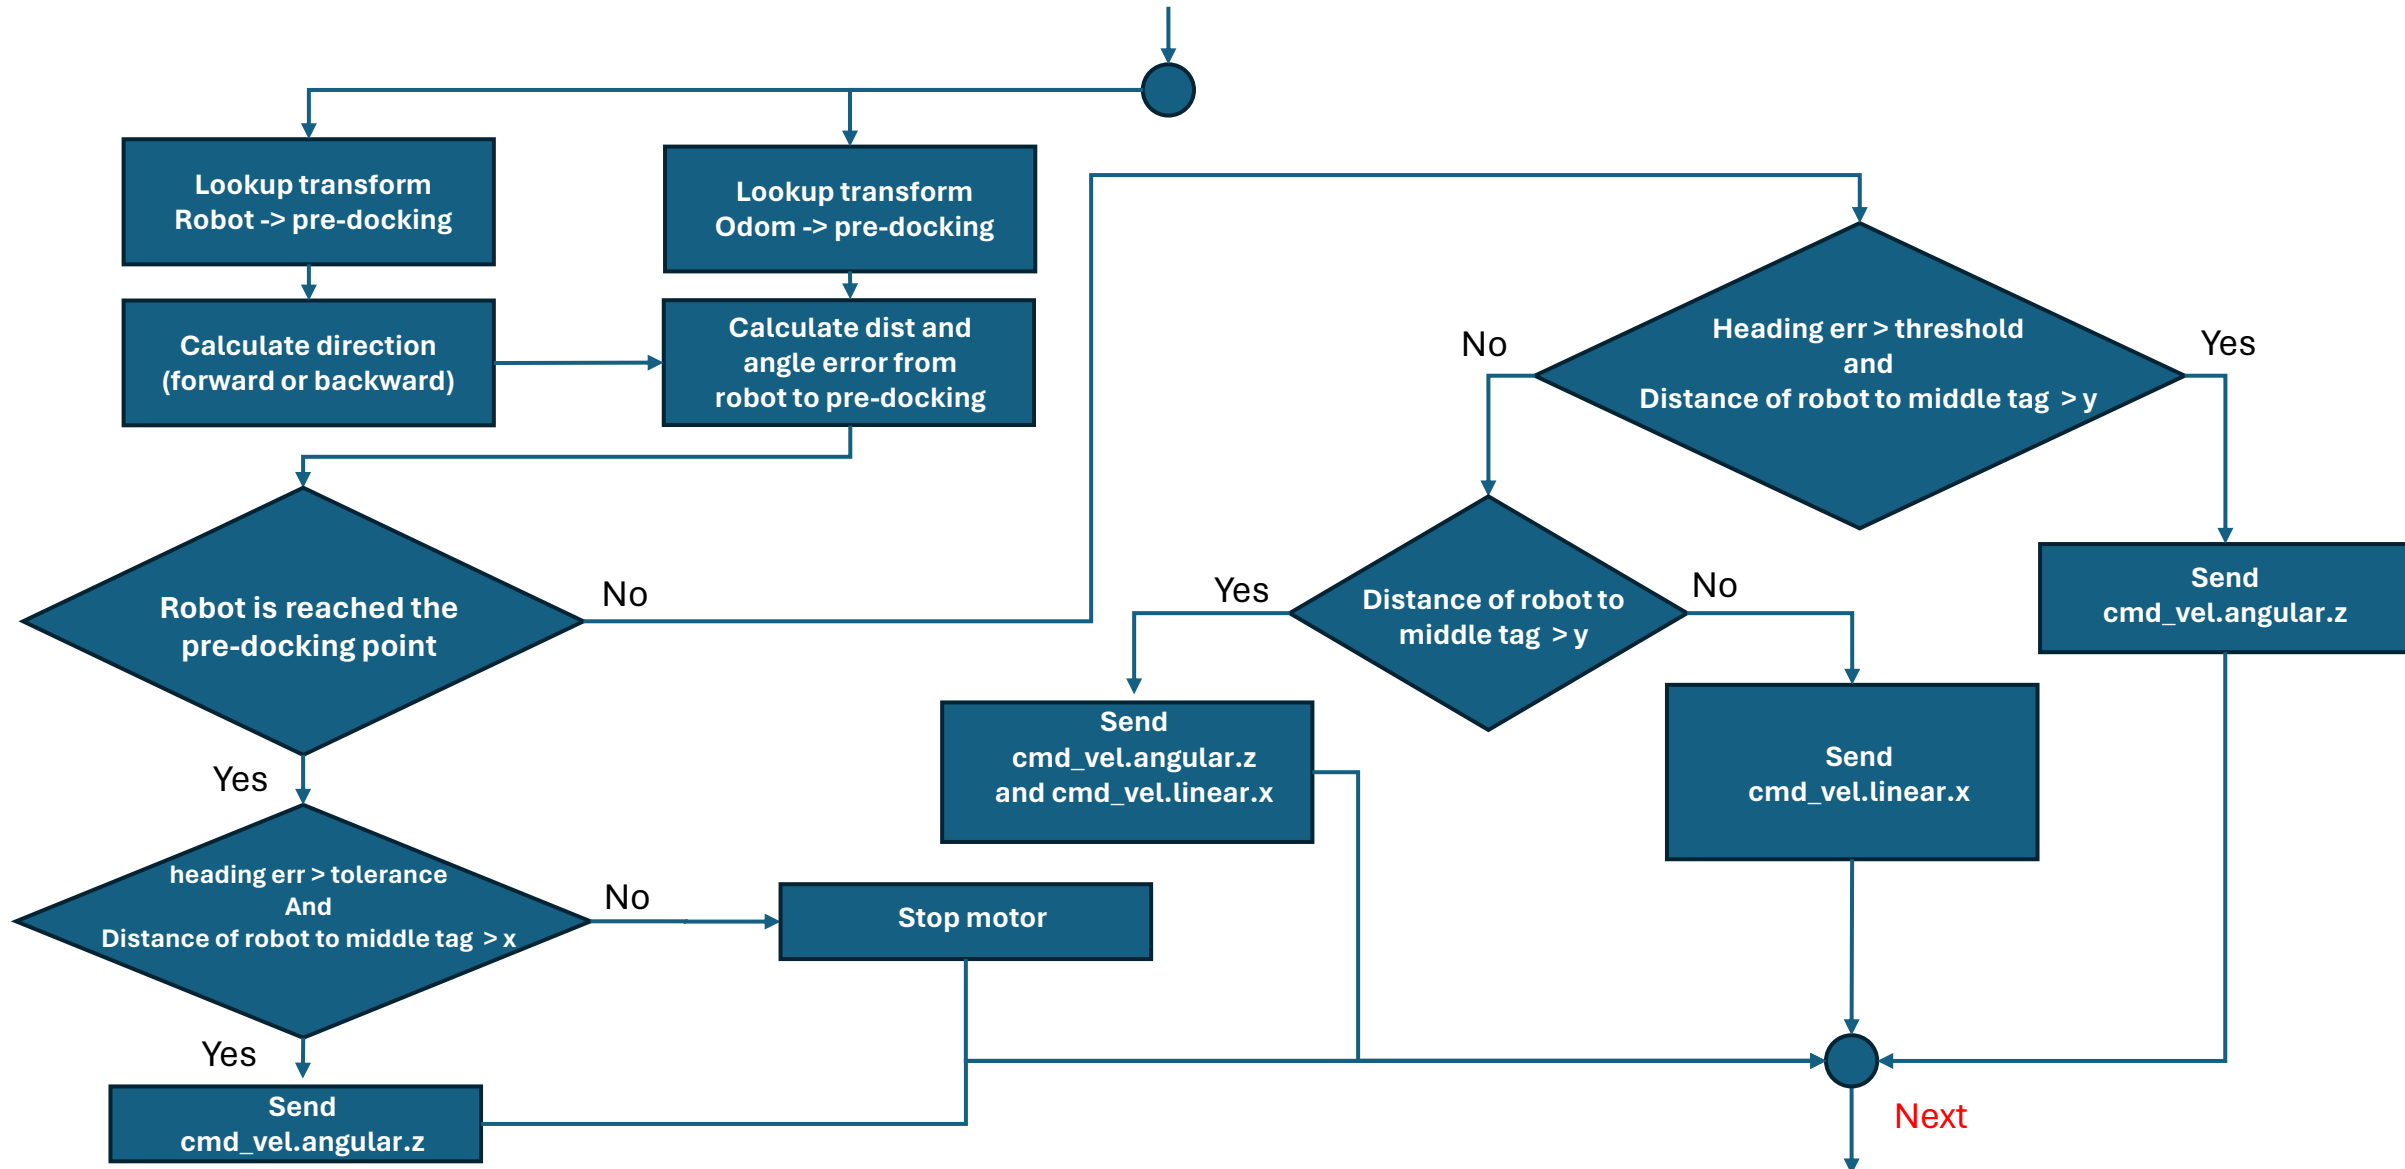 Lookup transform
Robot -> pre-docking
Lookup transform
Odom -> pre-docking
Calculate direction
(forward or backward)
Calculate dist and
angle error from
robot to pre-docking
Robot is reached the
pre-docking point
No
Yes
heading err > tolerance
And
Distance of robot to middle tag > x
No
Stop motor
Yes
Send
cmd_vel.angular.z
Heading err > threshold
and
Distance of robot to middle tag > y
No
Yes
Distance of robot to
middle tag > y
Yes
No
Send
cmd_vel.angular.z
and cmd_vel.linear.x
Send
cmd_vel.linear.x
Send
cmd_vel.angular.z
Next